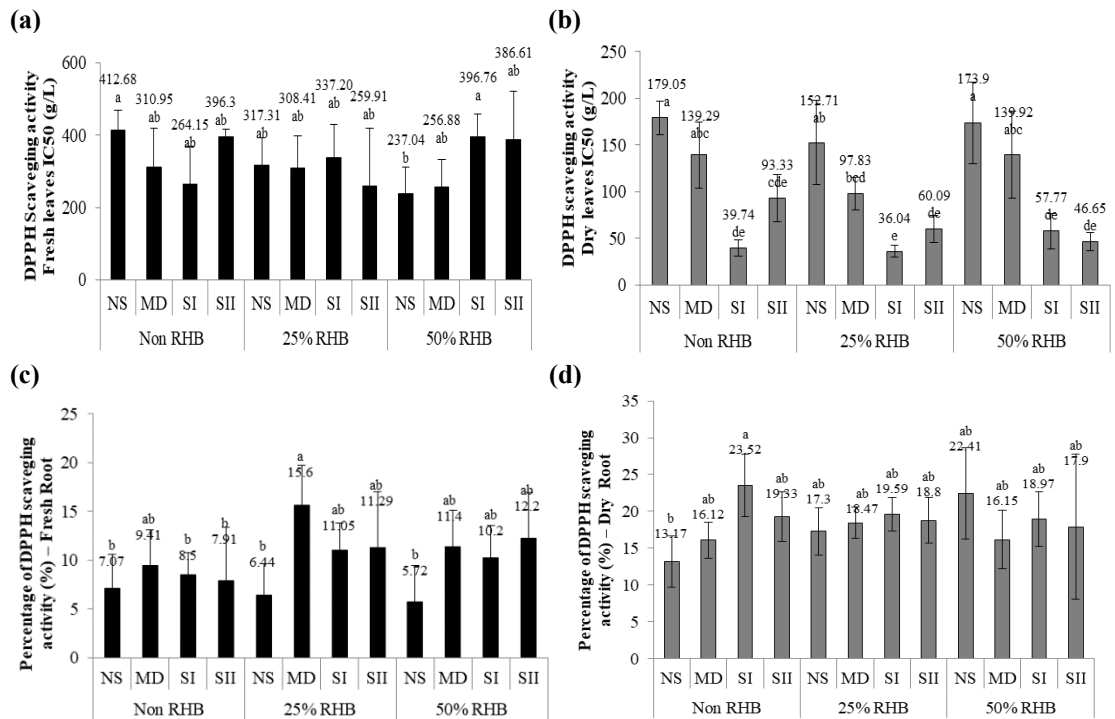 (a)
DPPH Scaveging activity
Fresh leaves IC50 (g/L)
600
400
200
0
412.68
a
310.95
ab
264.15
ab
396.3
ab
317.31
ab
308.41
ab
337.20
ab
259.91
ab
237.04
b
256.88
ab
396.76
a
386.61
ab
NS MD SI SII NS MD SI SII NS MD SI SII
Non RHB 25% RHB 50% RHB
(b)
DPPH scaveging activity
Dry leaves IC50 (g/L)
250
200
150
100
50
0
179.05
a
139.29
abc
39.74
de
93.33
cde
152.71
ab
97.83
bcd
36.04
e
60.09
de
173.9
a
139.92
abc
57.77
de
46.65
de
NS MD SI SII NS MD SI SII NS MD SI SII
Non RHB 25% RHB 50% RHB
(c)
Percentage of DPPH scaveging
activity (%) – Fresh Root
25
20
15
10
5
0
b
7.07
ab
9.41
ab
8.5
b
7.91
b
6.44
a
15.6
ab
11.05
ab
11.29
b
5.72
ab
11.4
ab
10.2
ab
12.2
NS MD SI SII NS MD SI SII NS MD SI SII
Non RHB 25% RHB 50% RHB
(d)
Percentage of DPPH scaveging
activity (%) – Dry Root
35
30
25
20
15
10
5
0
b
13.17
ab
16.12
a
23.52
ab
19.33
ab
17.3
ab
18.47
ab
19.59
ab
18.8
ab
22.41
ab
16.15
ab
18.97
ab
17.9
NS MD SI SII NS MD SI SII NS MD SI SII
Non RHB 25% RHB 50% RHB